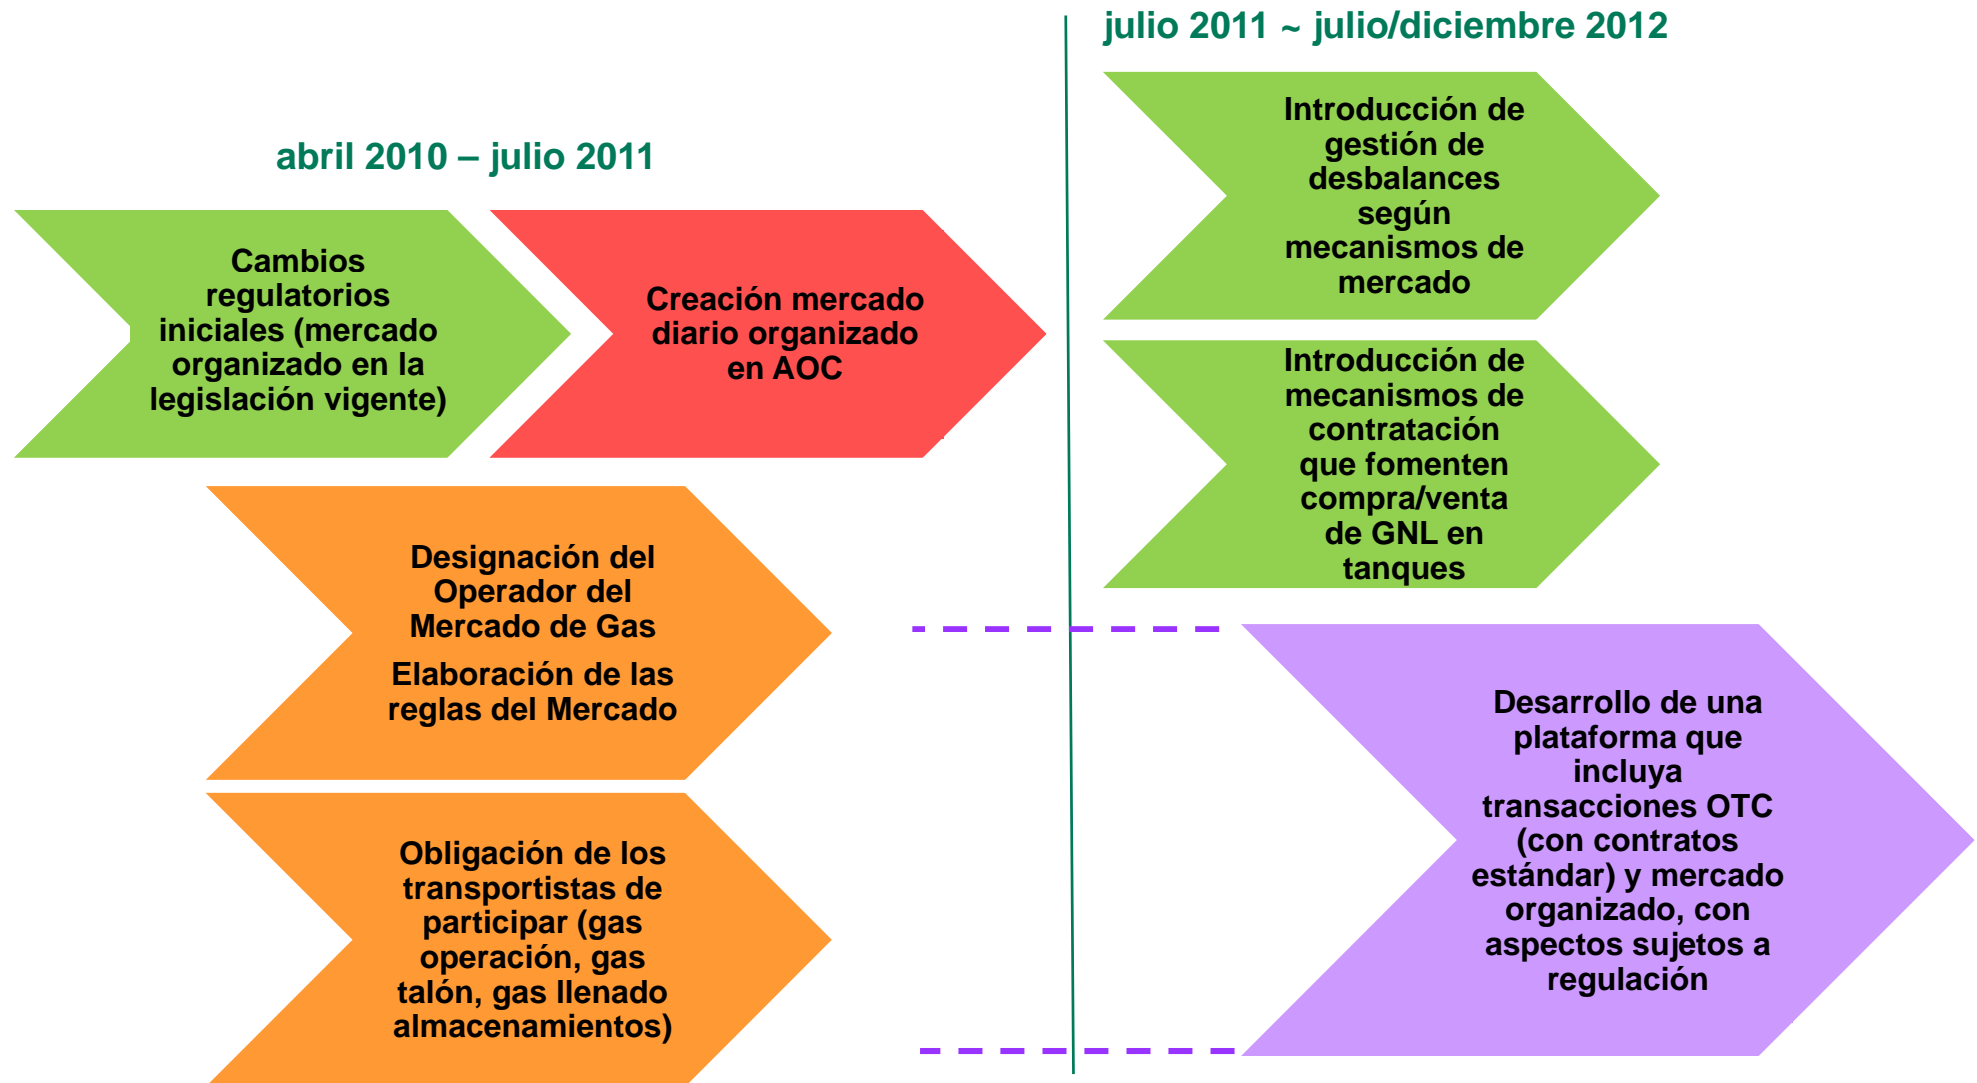 abril 2010 – julio 2011
Cambios
regulatorios
iniciales (mercado
organizado en la
legislación vigente)
Creación mercado
diario organizado
en AOC
Designación del
Operador del
Mercado de Gas
Elaboración de las
reglas del Mercado
Obligación de los
transportistas de
participar (gas
operación, gas
talón, gas llenado
almacenamientos)
julio 2011 ~ julio/diciembre 2012
Introducción de
gestión de
desbalances
según
mecanismos de
mercado
Introducción de
mecanismos de
contratación
que fomenten
compra/venta
de GNL en
tanques
Desarrollo de una
plataforma que
incluya
transacciones OTC
(con contratos
estándar) y mercado
organizado, con
aspectos sujetos a
regulación